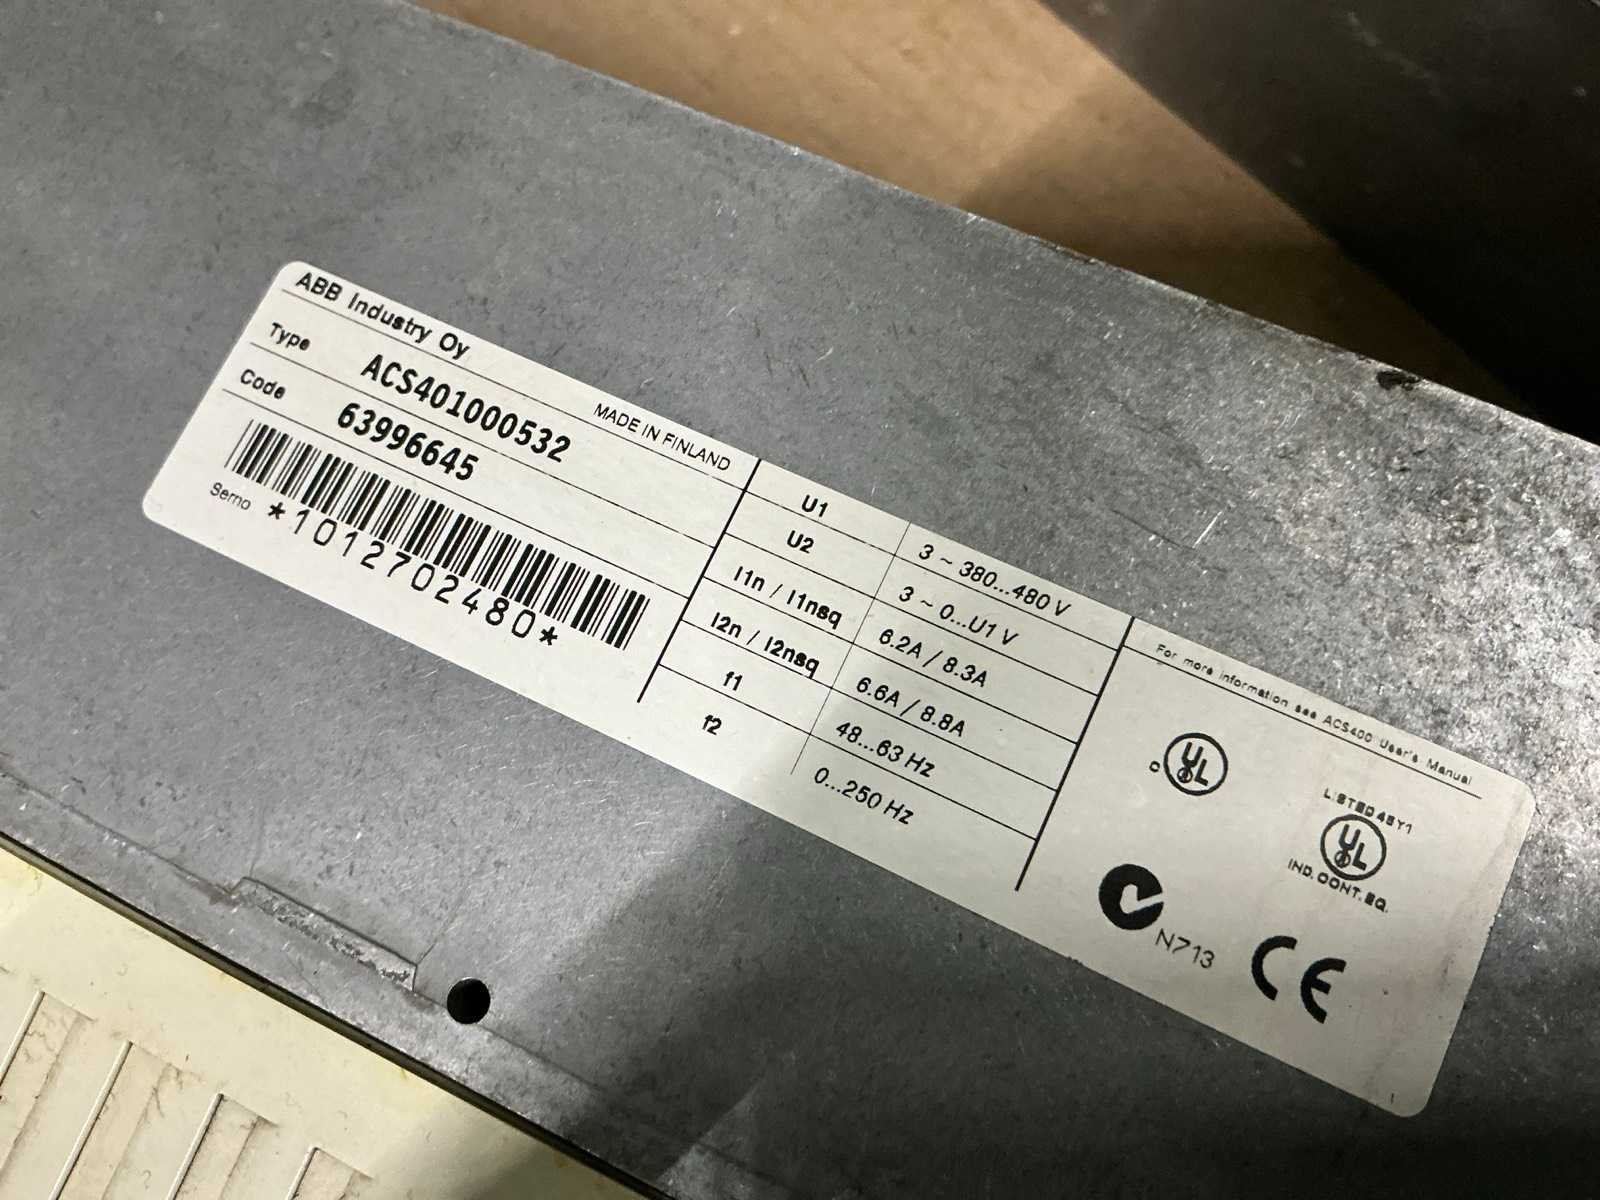 ABB Industry Oy
MADE IN FINLAND
Type ACS401000532
Code 63996645
Serno *1012702480*
U1 3 ~ 380...480 V
U2 3 ~ 0...U1 V
I1n / I1nsq 6.2A / 8.3A
I2n / I2nsq 6.6A / 8.8A
f1 48...63 Hz
f2 0...250 Hz
For more information see ACS400 User's Manual
C UL
LISTED 45Y1
UL
IND. CONT. EQ.
N713
CE